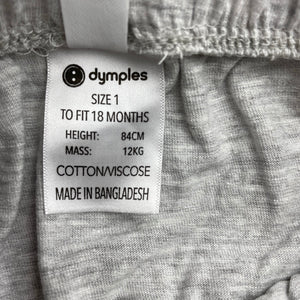 dymples
SIZE 1
TO FIT 18 MONTHS
HEIGHT: 84CM
MASS: 12KG
COTTON/VISCOSE
MADE IN BANGLADESH